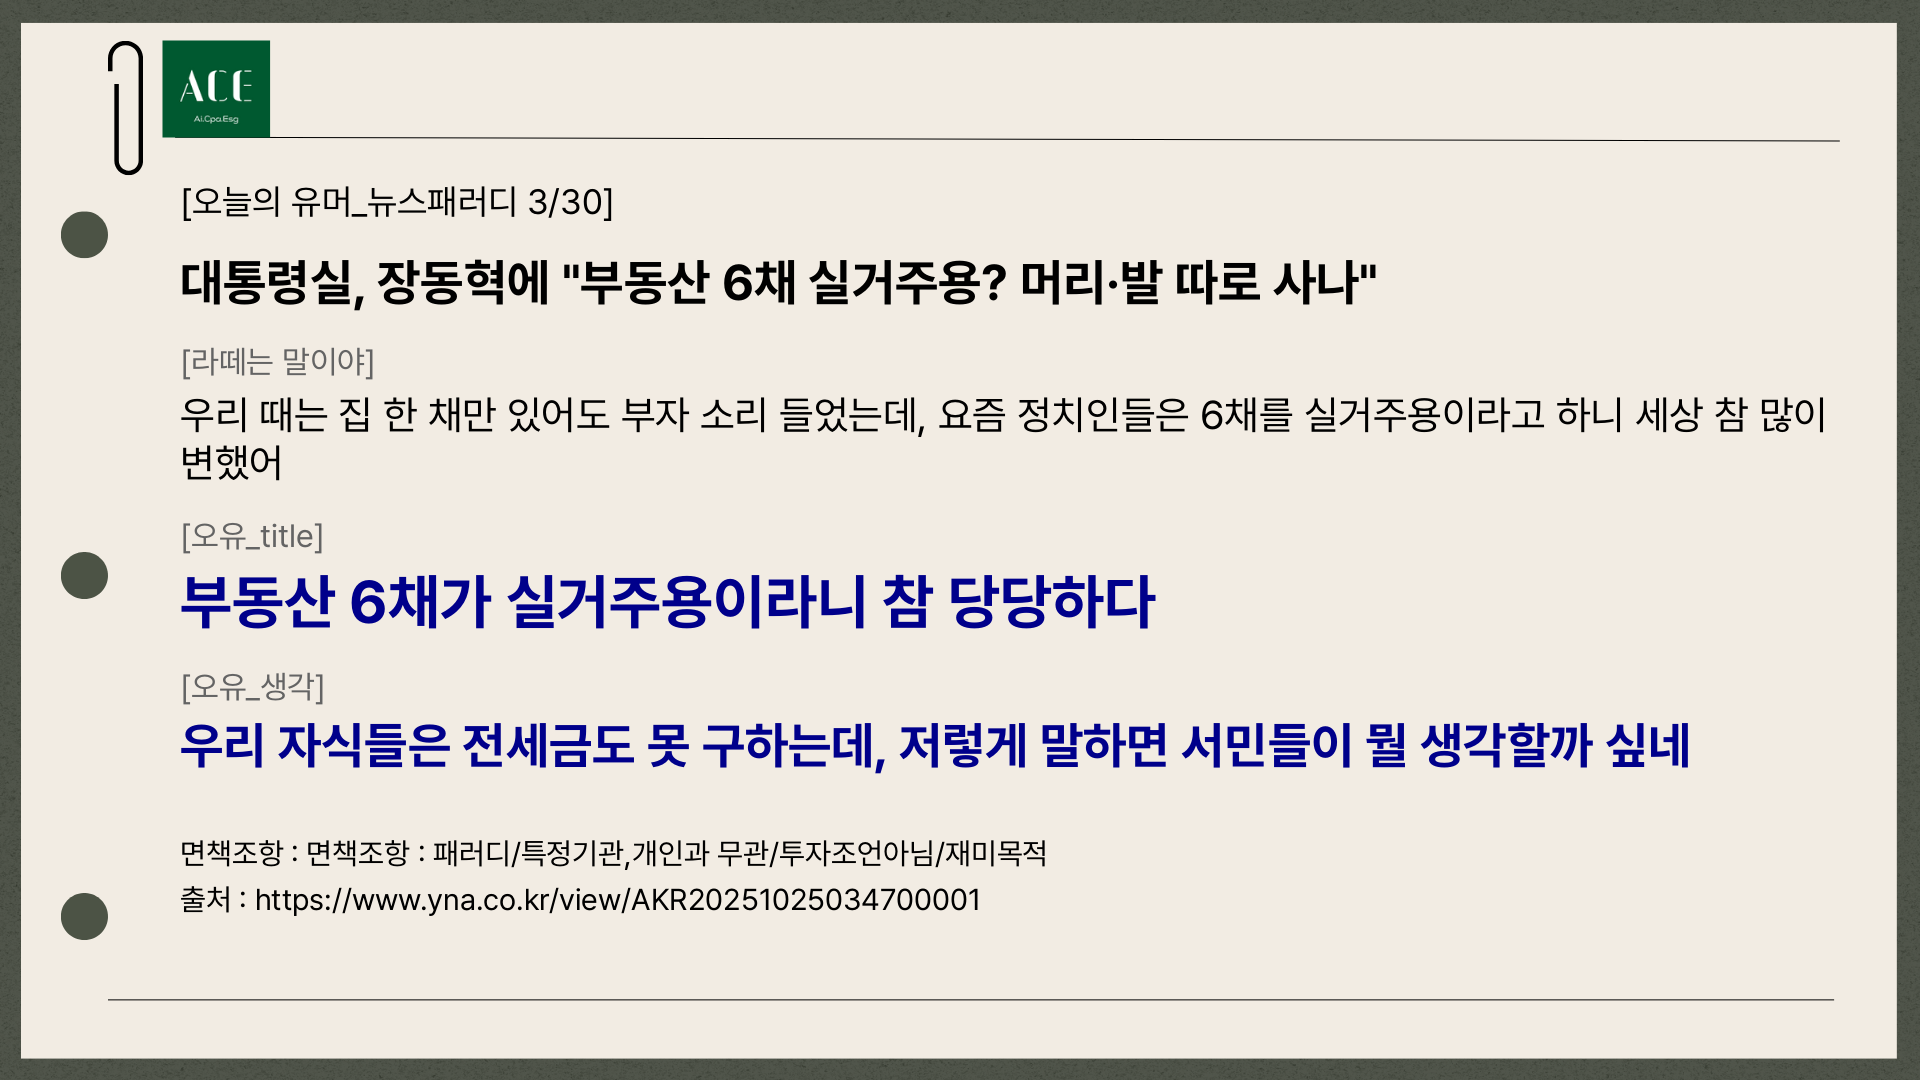 ACE
Ai.Cpa.Esg
[오늘의 유머_뉴스패러디 3/30]
대통령실, 장동혁에 "부동산 6채 실거주용? 머리·발 따로 사나"
[라떼는 말이야]
우리 때는 집 한 채만 있어도 부자 소리 들었는데, 요즘 정치인들은 6채를 실거주용이라고 하니 세상 참 많이
변했어
[오유_title]
부동산 6채가 실거주용이라니 참 당당하다
[오유_생각]
우리 자식들은 전세금도 못 구하는데, 저렇게 말하면 서민들이 뭘 생각할까 싶네
면책조항 : 면책조항 : 패러디/특정기관,개인과 무관/투자조언아님/재미목적
출처 : https://www.yna.co.kr/view/AKR20251025034700001